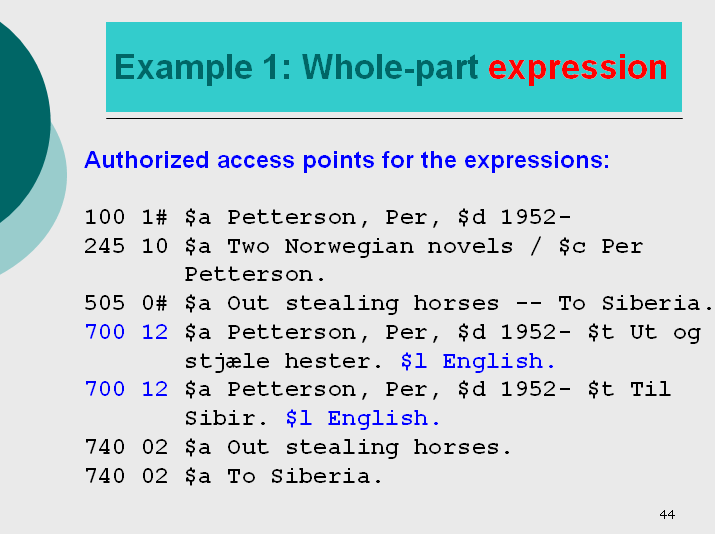 Example 1: Whole-part expression
Authorized access points for the expressions:
100 1# $a Petterson, Per, $d 1952-
245 10 $a Two Norwegian novels / $c Per
Petterson.
505 0# $a Out stealing horses -- To Siberia.
700 12 $a Petterson, Per, $d 1952- $t Ut og
stjæle hester. $l English.
700 12 $a Petterson, Per, $d 1952- $t Til
Sibir. $l English.
740 02 $a Out stealing horses.
740 02 $a To Siberia.
44